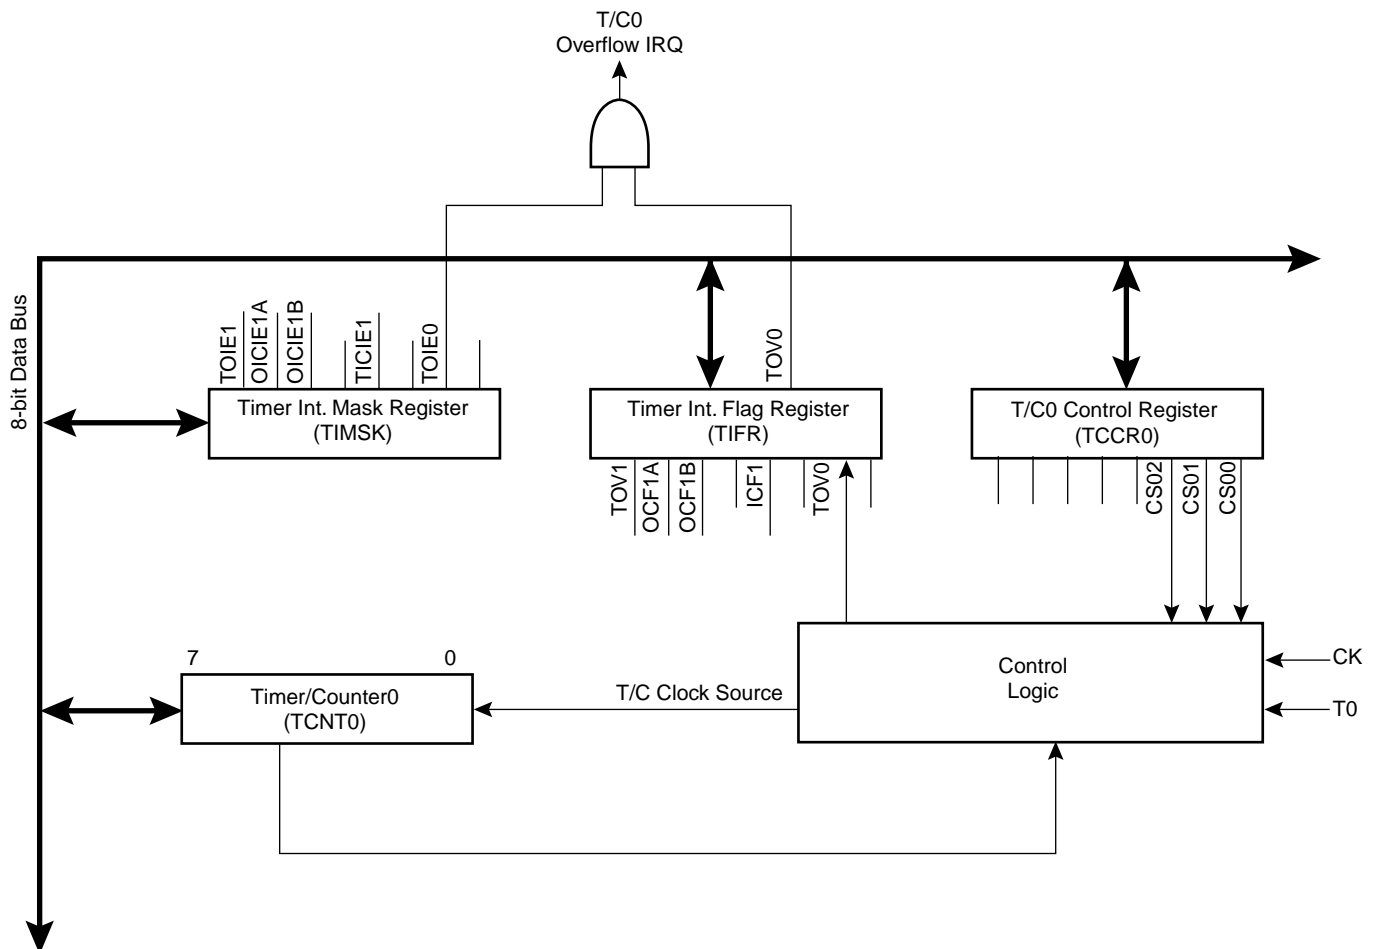 T/C0
Overflow IRQ
8-bit Data Bus
TOIE1
OICIE1A
OICIE1B
TICIE1
TOIE0
TOV0
Timer Int. Mask Register
(TIMSK)
Timer Int. Flag Register
(TIFR)
T/C0 Control Register
(TCCR0)
TOV1
OCF1A
OCF1B
ICF1
TOV0
CS02
CS01
CS00
7
0
Timer/Counter0
(TCNT0)
T/C Clock Source
Control
Logic
CK
T0